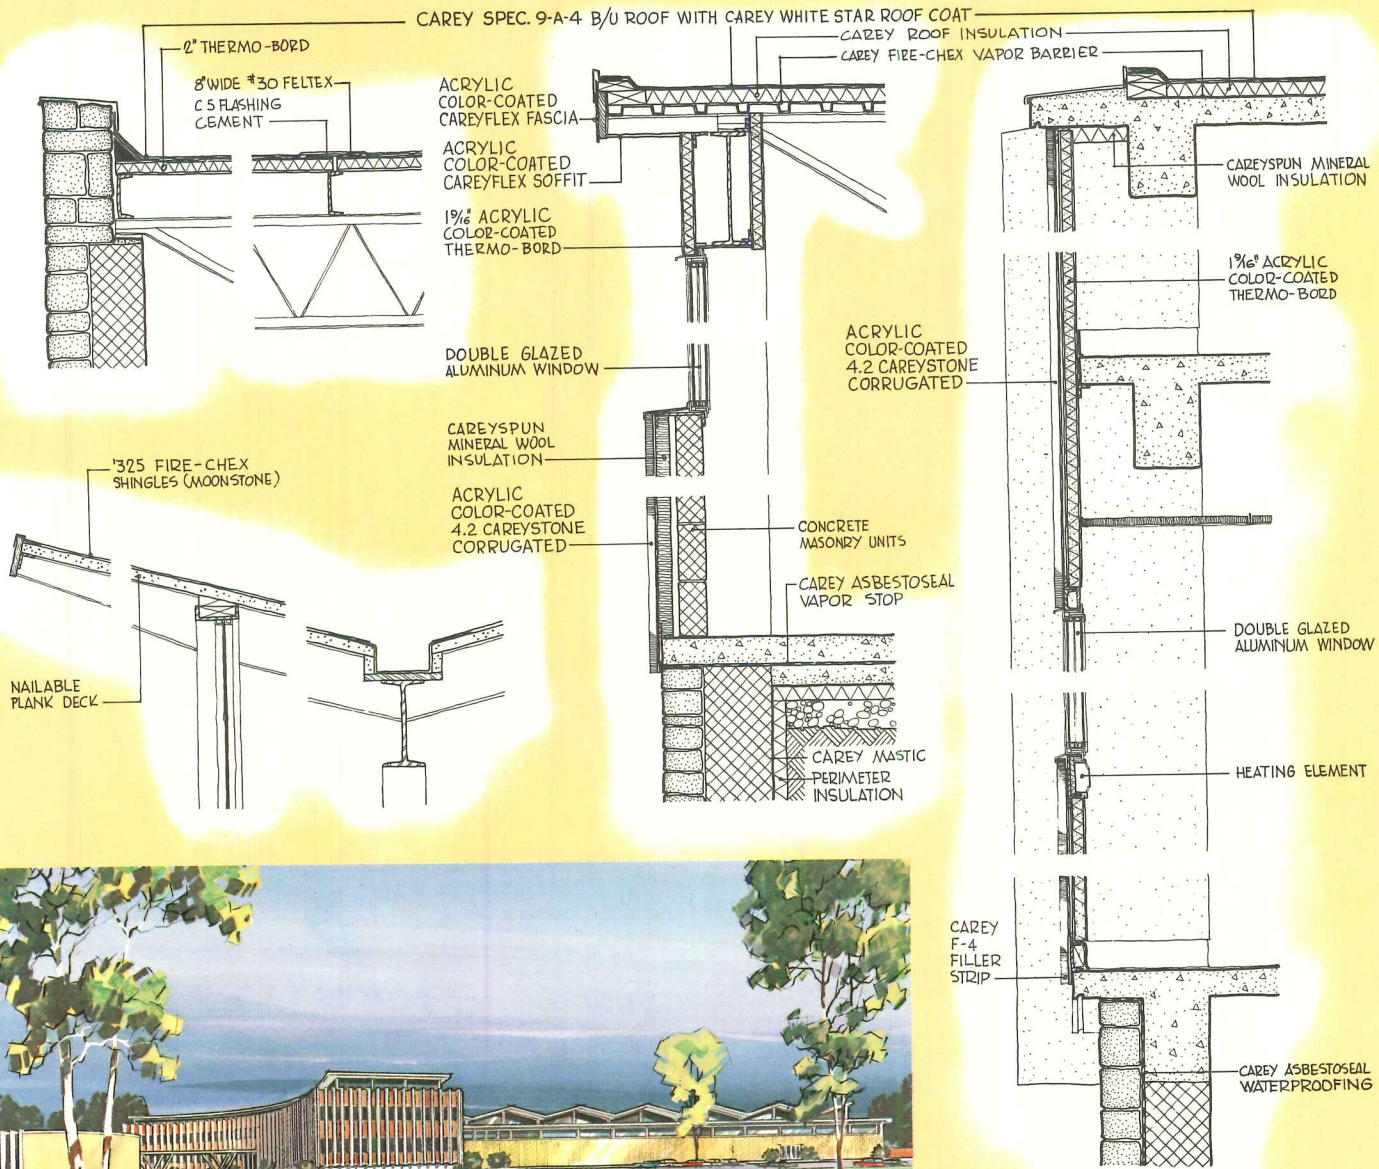 CAREY SPEC. 9-A-4 B/U ROOF WITH CAREY WHITE STAR ROOF COAT
2" THERMO-BORD
8" WIDE #30 FELTEX
C S FLASHING
CEMENT
ACRYLIC
COLOR-COATED
CAREYFLEX FASCIA
ACRYLIC
COLOR-COATED
CAREYFLEX SOFFIT
1 9/16" ACRYLIC
COLOR-COATED
THERMO-BORD
CAREY ROOF INSULATION
CAREY FIRE-CHEX VAPOR BARRIER
CAREYSPUN MINERAL
WOOL INSULATION
1 9/16" ACRYLIC
COLOR-COATED
THERMO-BORD
ACRYLIC
COLOR-COATED
4.2 CAREYSTONE
CORRUGATED
DOUBLE GLAZED
ALUMINUM WINDOW
CAREYSPUN
MINERAL WOOL
INSULATION
ACRYLIC
COLOR-COATED
4.2 CAREYSTONE
CORRUGATED
'325 FIRE-CHEX
SHINGLES (MOONSTONE)
NAILABLE
PLANK DECK
CONCRETE
MASONRY UNITS
CAREY ASBESTOSEAL
VAPOR STOP
CAREY MASTIC
PERIMETER
INSULATION
DOUBLE GLAZED
ALUMINUM WINDOW
HEATING ELEMENT
CAREY
F-4
FILLER
STRIP
CAREY ASBESTOSEAL
WATERPROOFING